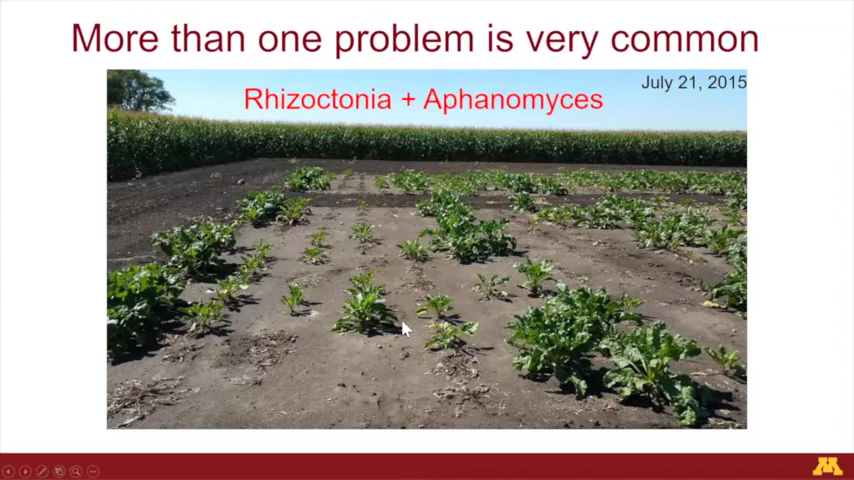 More than one problem is very common
July 21, 2015
Rhizoctonia + Aphanomyces